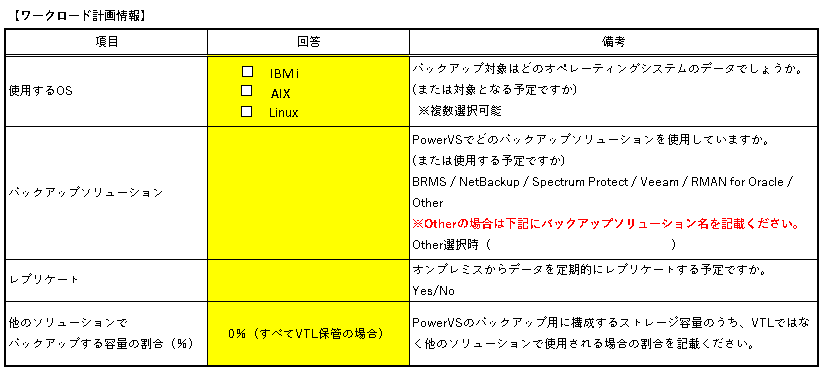 【ワークロード計画情報】
項目 回答 備考
使用するOS
□ IBMi
□ AIX
□ Linux
バックアップ対象はどのオペレーティングシステムのデータでしょうか。
(または対象となる予定ですか)
※複数選択可能
バックアップソリューション
PowerVSでどのバックアップソリューションを使用していますか。
(または使用する予定ですか)
BRMS / NetBackup / Spectrum Protect / Veeam / RMAN for Oracle /
Other
※Otherの場合は下記にバックアップソリューション名を記載ください。
Other選択時（　　　　　　　　　　　　　　　）
レプリケート
オンプレミスからデータを定期的にレプリケートする予定ですか。
Yes/No
他のソリューションで
バックアップする容量の割合（%）
0%（すべてVTL保管の場合）
PowerVSのバックアップ用に構成するストレージ容量のうち、VTLではな
く他のソリューションで使用される場合の割合を記載ください。